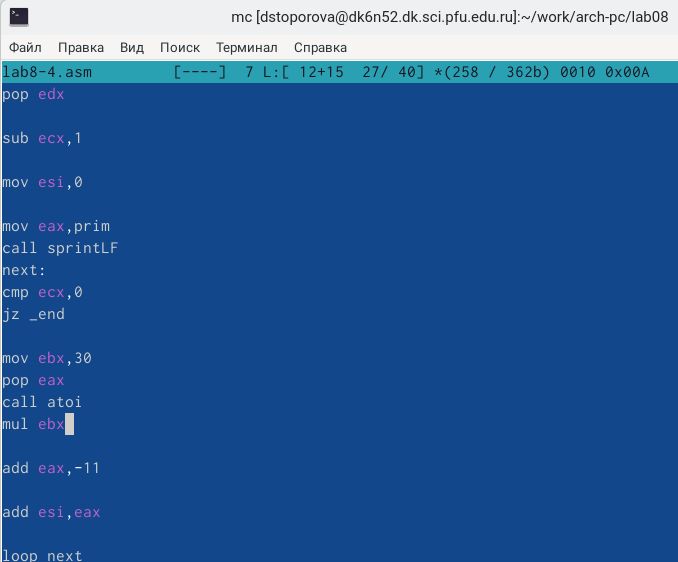 mc [dstoporova@dk6n52.dk.sci.pfu.edu.ru]:~/work/arch-pc/lab08
Файл Правка Вид Поиск Терминал Справка
lab8-4.asm [----] 7 L:[ 12+15 27/ 40] *(258 / 362b) 0010 0x00A
pop edx
sub ecx,1
mov esi,0
mov eax,prim
call sprintLF
next:
cmp ecx,0
jz _end
mov ebx,30
pop eax
call atoi
mul ebx
add eax,-11
add esi,eax
loop next